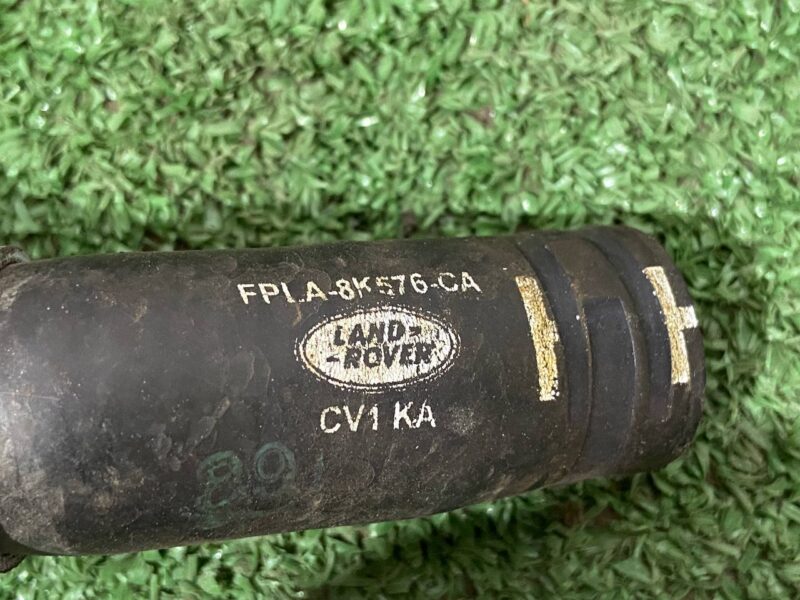 FPLA-8K576-CA
LAND-
-ROVER
CV1 KA